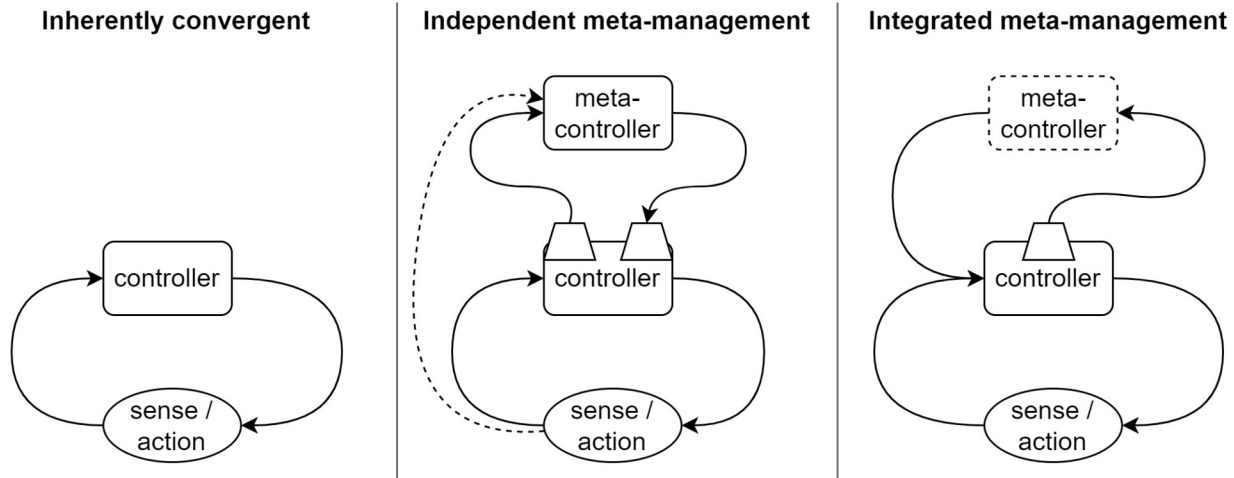 Inherently convergent
controller
sense /
action
Independent meta-management
meta-
controller
controller
sense /
action
Integrated meta-management
meta-
controller
controller
sense /
action